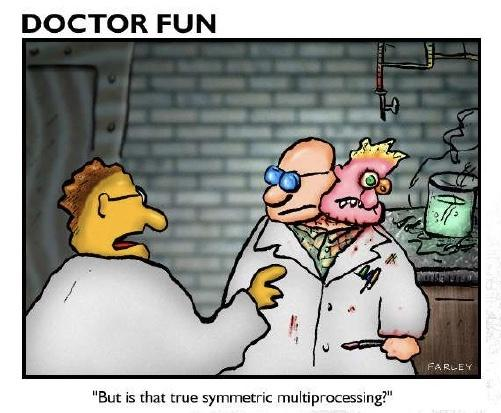 DOCTOR FUN
FARLEY
"But is that true symmetric multiprocessing?"